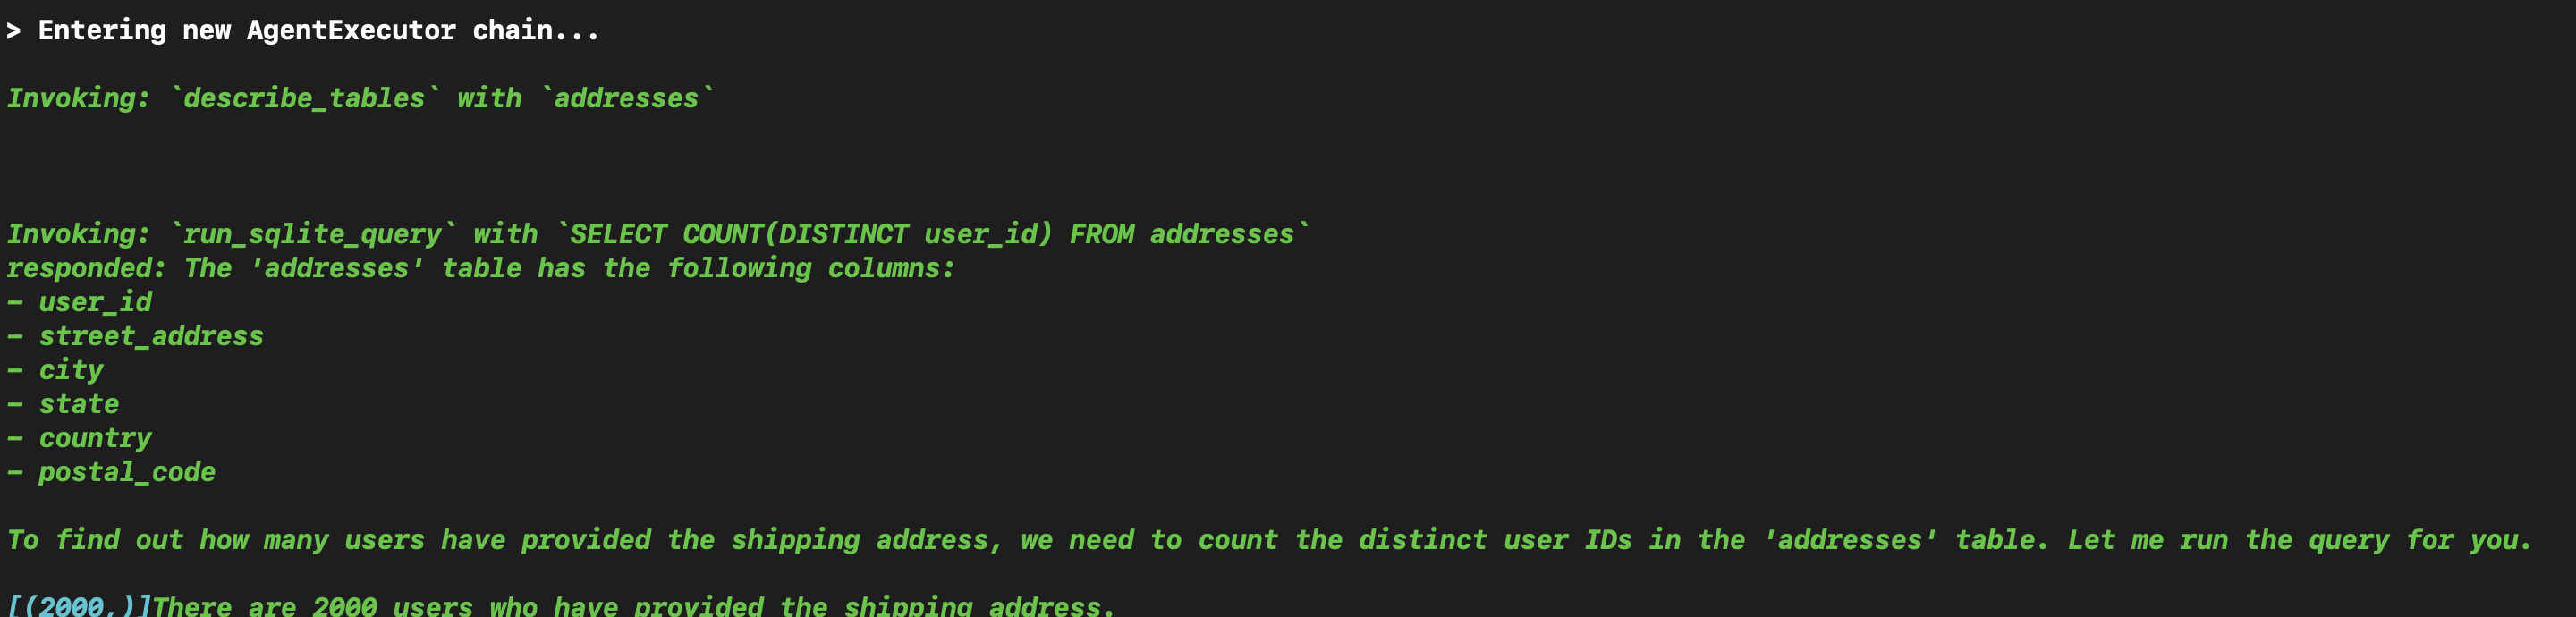 > Entering new AgentExecutor chain...
Invoking: `describe_tables` with `addresses`
Invoking: `run_sqlite_query` with `SELECT COUNT(DISTINCT user_id) FROM addresses`
responded: The 'addresses' table has the following columns:
– user_id
– street_address
– city
– state
– country
– postal_code
To find out how many users have provided the shipping address, we need to count the distinct user IDs in the 'addresses' table. Let me run the query for you.
[(2000,)]There are 2000 users who have provided the shipping address.